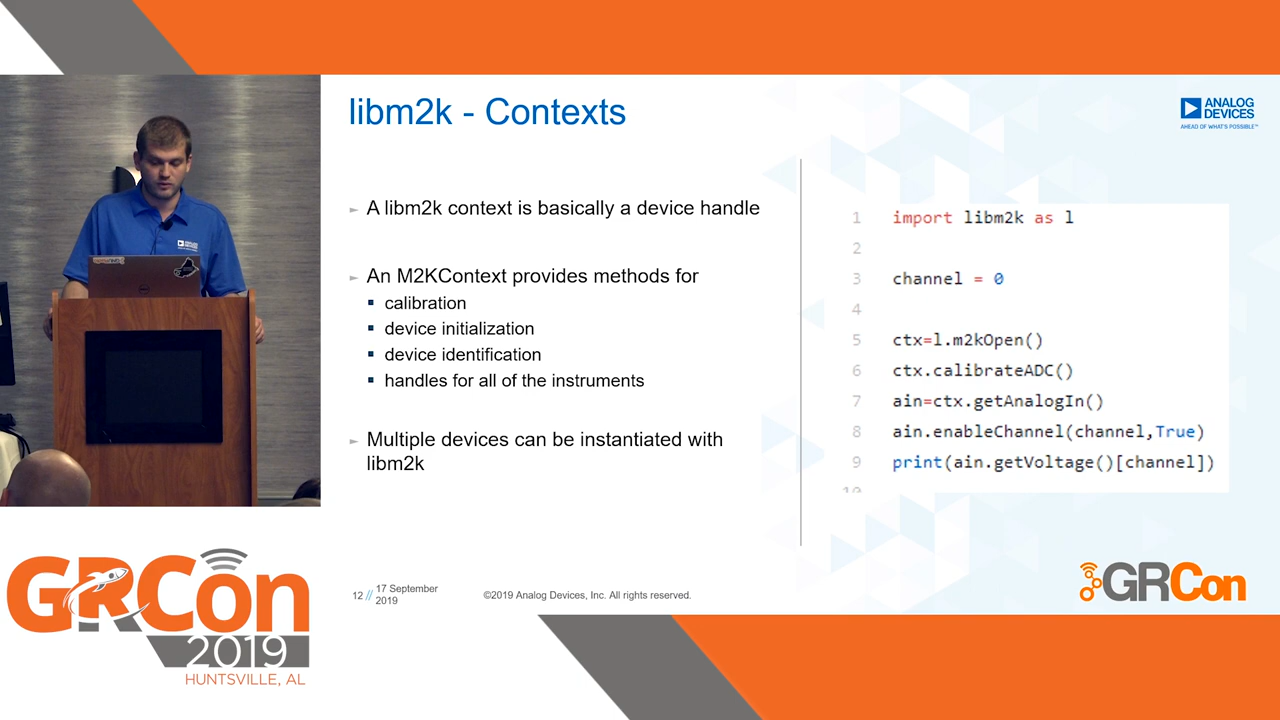 libm2k - Contexts
ANALOG
DEVICES
AHEAD OF WHAT'S POSSIBLE™
A libm2k context is basically a device handle
An M2KContext provides methods for
calibration
device initialization
device identification
handles for all of the instruments
Multiple devices can be instantiated with
libm2k
1 import libm2k as l
2
3 channel = 0
4
5 ctx=l.m2kOpen()
6 ctx.calibrateADC()
7 ain=ctx.getAnalogIn()
8 ain.enableChannel(channel,True)
9 print(ain.getVoltage()[channel])
10
12 // 17 September
2019
©2019 Analog Devices, Inc. All rights reserved.
GRCon
GRCon
2019
HUNTSVILLE, AL